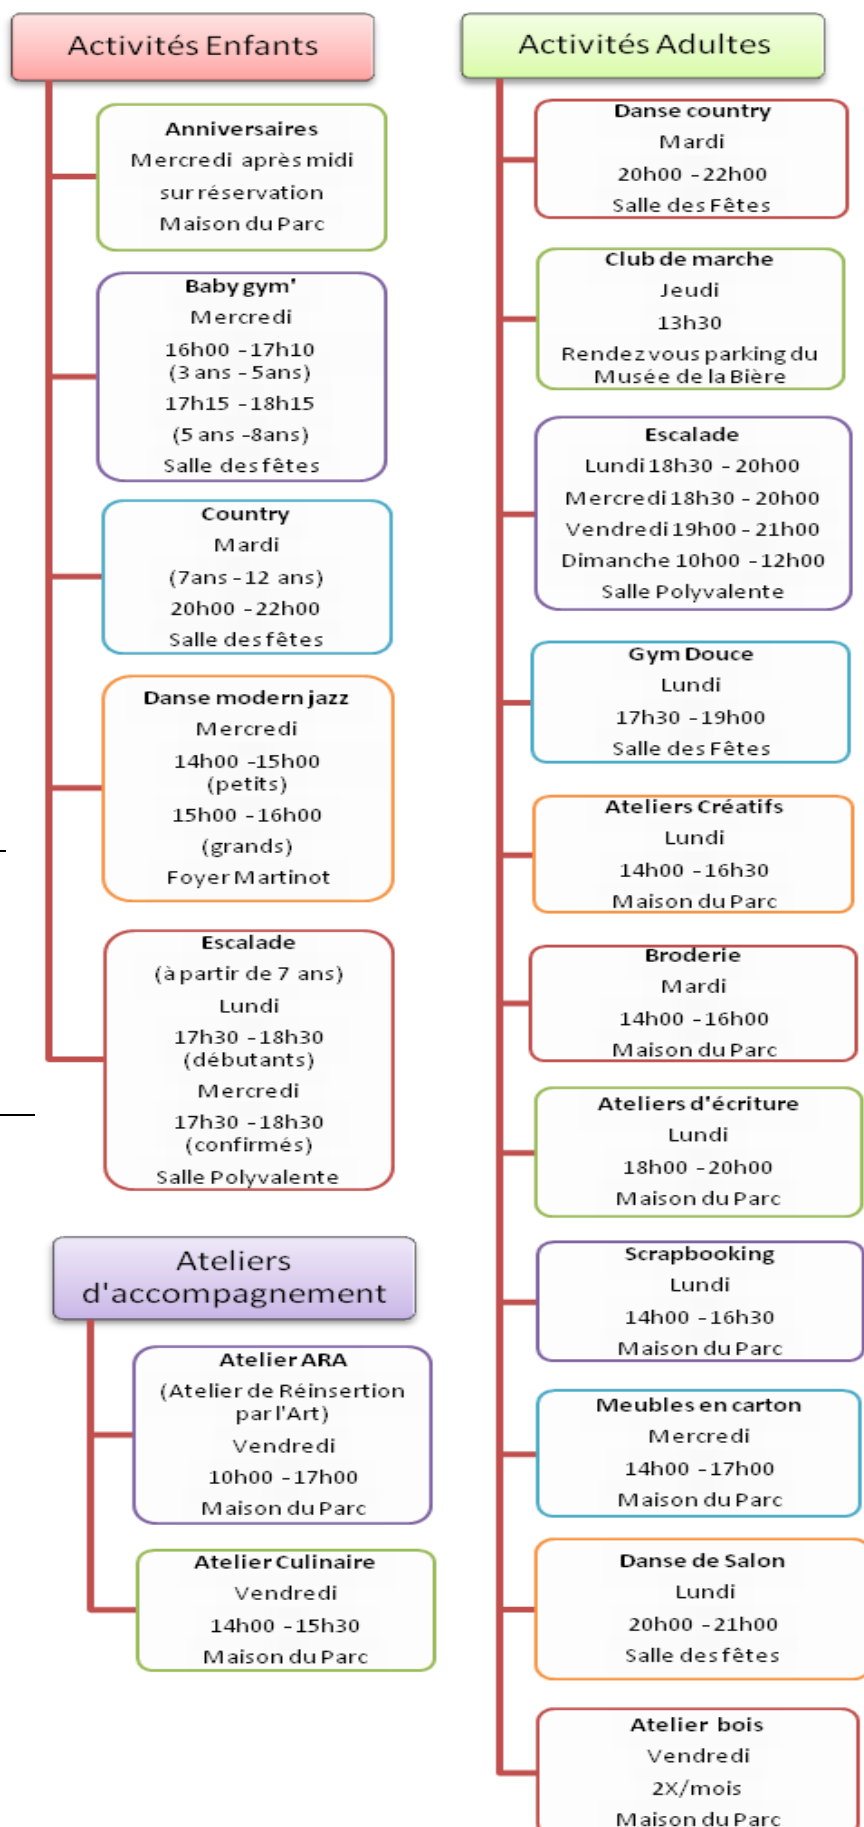 Activités Enfants
Anniversaires
Mercredi après midi
sur réservation
Maison du Parc
Baby gym'
Mercredi
16h00 - 17h10
(3 ans - 5ans)
17h15 - 18h15
(5 ans -8ans)
Salle des fêtes
Country
Mardi
(7ans - 12 ans)
20h00 - 22h00
Salle des fêtes
Danse modern jazz
Mercredi
14h00 - 15h00
(petits)
15h00 - 16h00
(grands)
Foyer Martinot
Escalade
(à partir de 7 ans)
Lundi
17h30 - 18h30
(débutants)
Mercredi
17h30 - 18h30
(confirmés)
Salle Polyvalente
Ateliers
d'accompagnement
Atelier ARA
(Atelier de Réinsertion
par l'Art)
Vendredi
10h00 - 17h00
Maison du Parc
Atelier Culinaire
Vendredi
14h00 - 15h30
Maison du Parc
Activités Adultes
Danse country
Mardi
20h00 - 22h00
Salle des Fêtes
Club de marche
Jeudi
13h30
Rendez vous parking du
Musée de la Bière
Escalade
Lundi 18h30 - 20h00
Mercredi 18h30 - 20h00
Vendredi 19h00 - 21h00
Dimanche 10h00 - 12h00
Salle Polyvalente
Gym Douce
Lundi
17h30 - 19h00
Salle des Fêtes
Ateliers Créatifs
Lundi
14h00 - 16h30
Maison du Parc
Broderie
Mardi
14h00 - 16h00
Maison du Parc
Ateliers d'écriture
Lundi
18h00 - 20h00
Maison du Parc
Scrapbooking
Lundi
14h00 - 16h30
Maison du Parc
Meubles en carton
Mercredi
14h00 - 17h00
Maison du Parc
Danse de Salon
Lundi
20h00 - 21h00
Salle des fêtes
Atelier bois
Vendredi
2X/mois
Maison du Parc